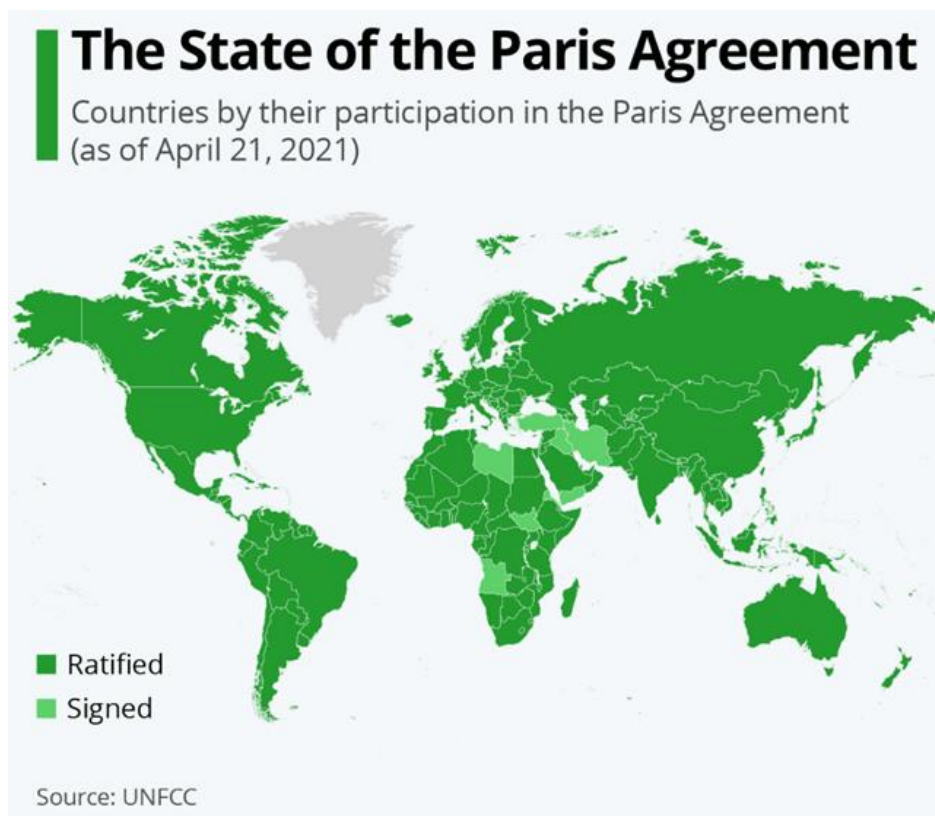 The State of the Paris Agreement
Countries by their participation in the Paris Agreement
(as of April 21, 2021)
Ratified
Signed
Source: UNFCC